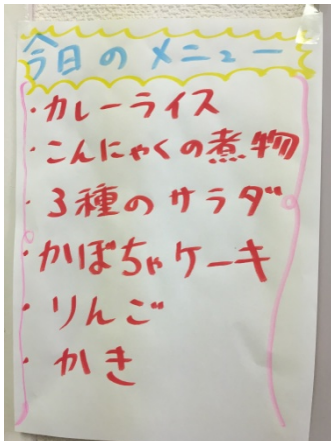 今日のメニュー
・カレーライス
・こんにゃくの煮物
・3種のサラダ
・かぼちゃケーキ
・りんご
・かき